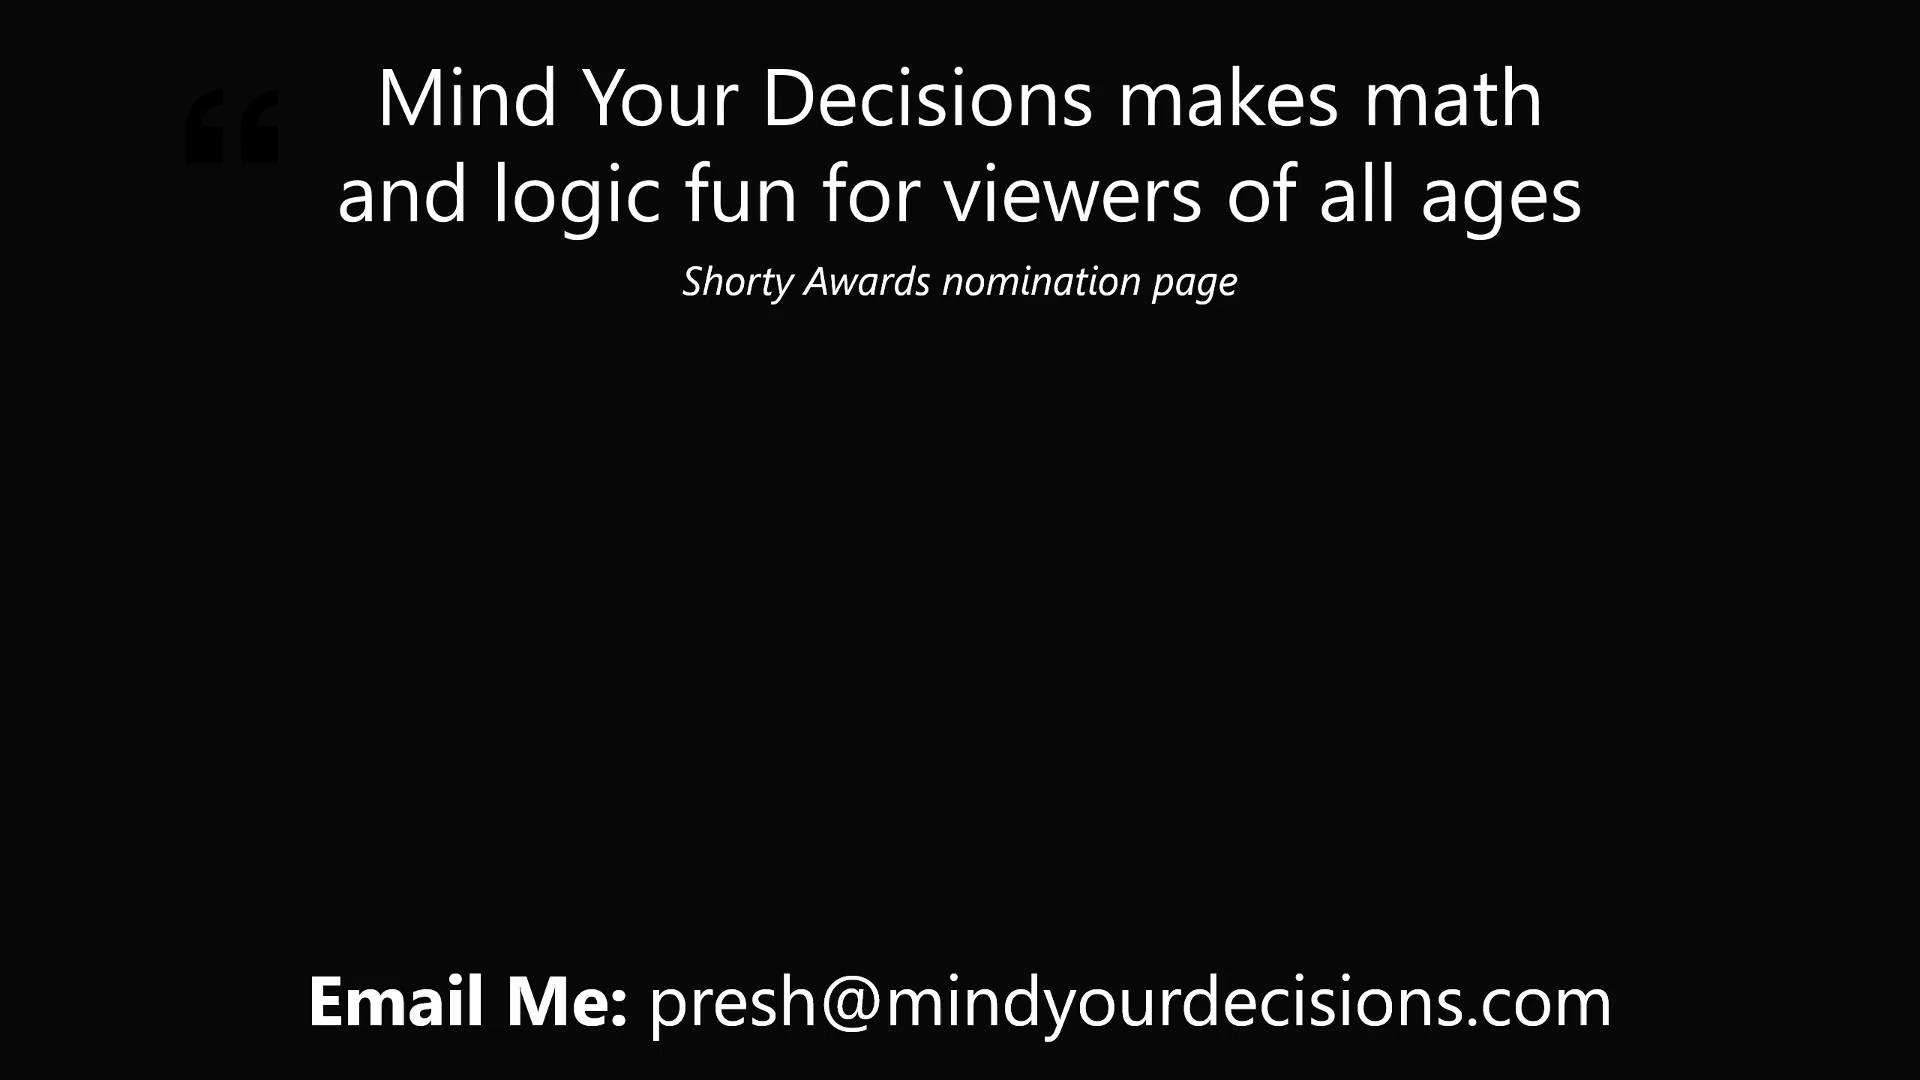 “
Mind Your Decisions makes math
and logic fun for viewers of all ages
Shorty Awards nomination page
Email Me: presh@mindyourdecisions.com